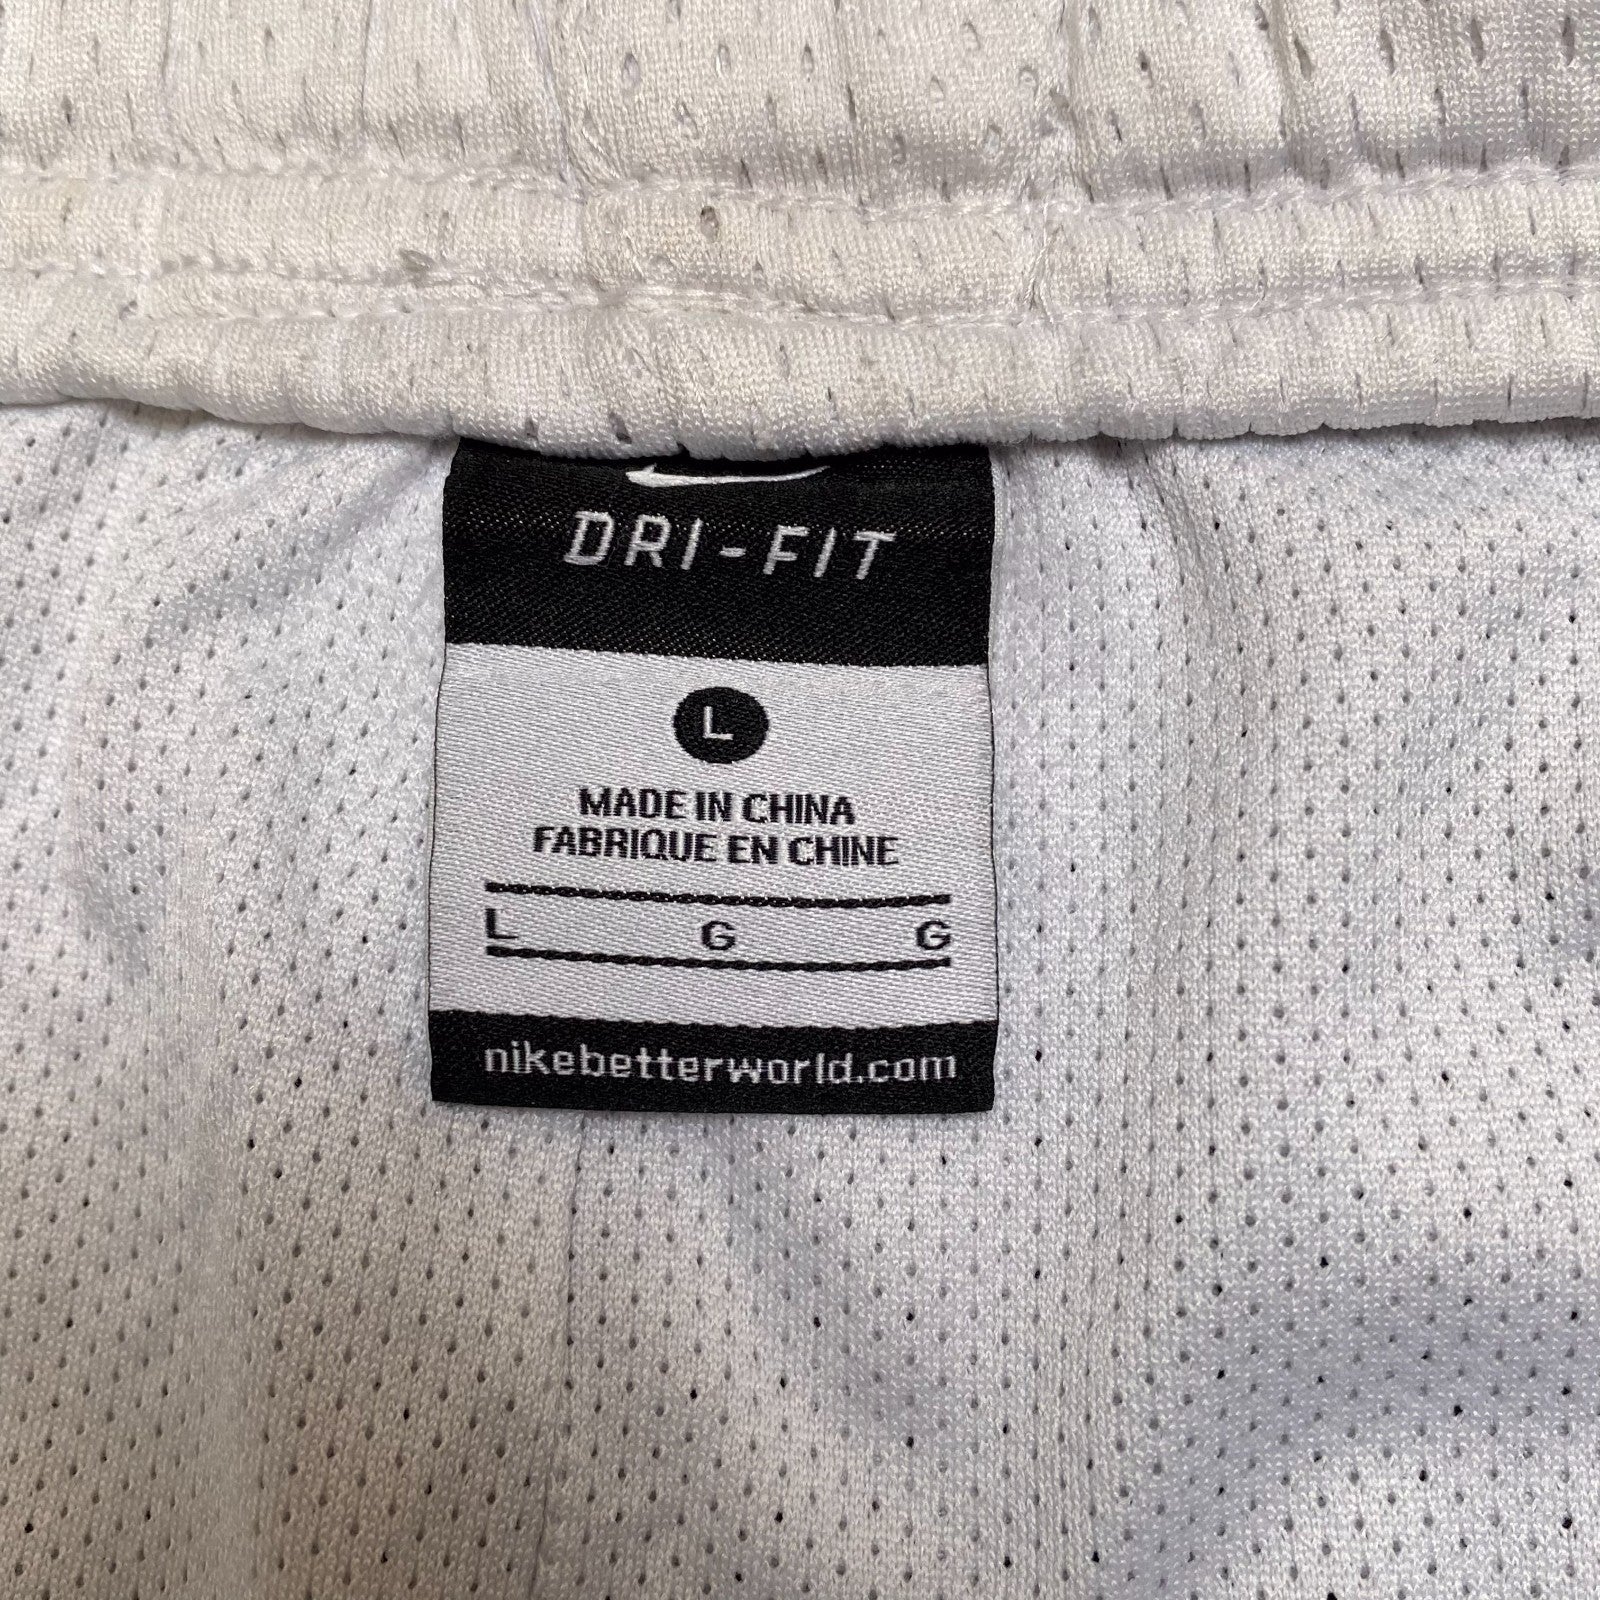 DRI-FIT
L
MADE IN CHINA
FABRIQUE EN CHINE
L G G
nikebetterworld.com